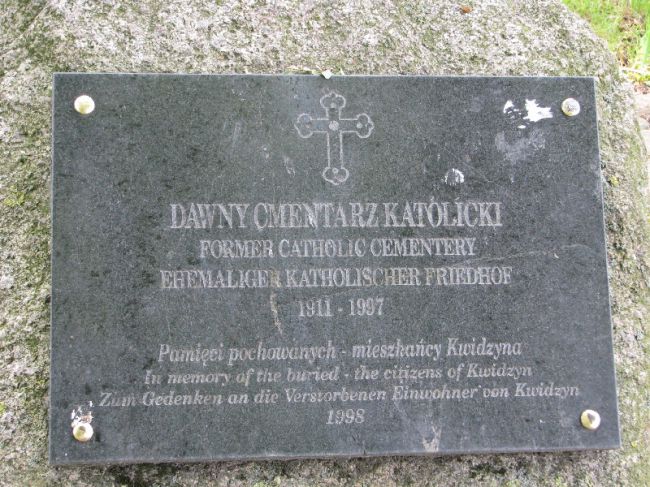 DAWNY CMENTARZ KATÓLÍCKI
FORMER CATHOLIC CEMENTERY
EHEMALIGER KATHOLISCHER FRIEDHOF
1911 - 1997
Pamięci pochowanych - mieszkańcy Kwidzyna
In memory of the buried - the citizens of Kwidzyn
Zum Gedenken an die Verstorbenen Einwohner von Kwidzyn
1998